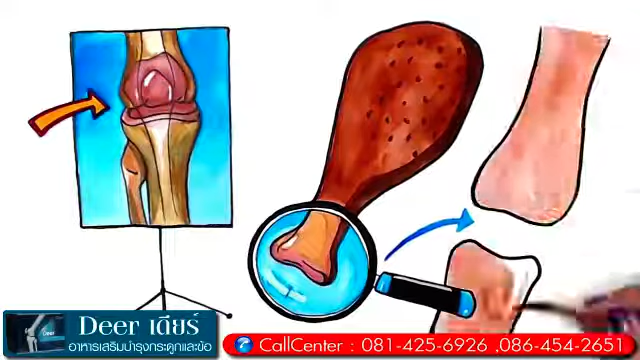 Deer
Deer เดียร์
อาหารเสริมบำรุงกระดูกและข้อ
CallCenter : 081-425-6926 ,086-454-2651